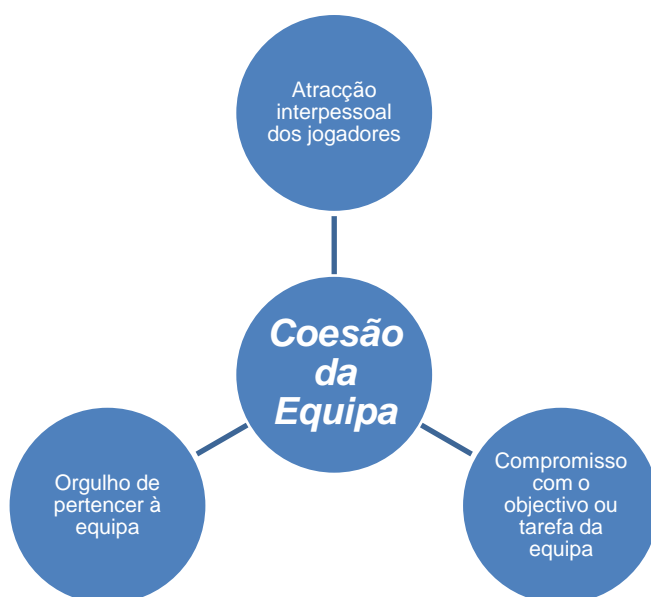 Atracção
interpessoal
dos jogadores
Coesão
da
Equipa
Orgulho de
pertencer à
equipa
Compromisso
com o
objectivo ou
tarefa da
equipa